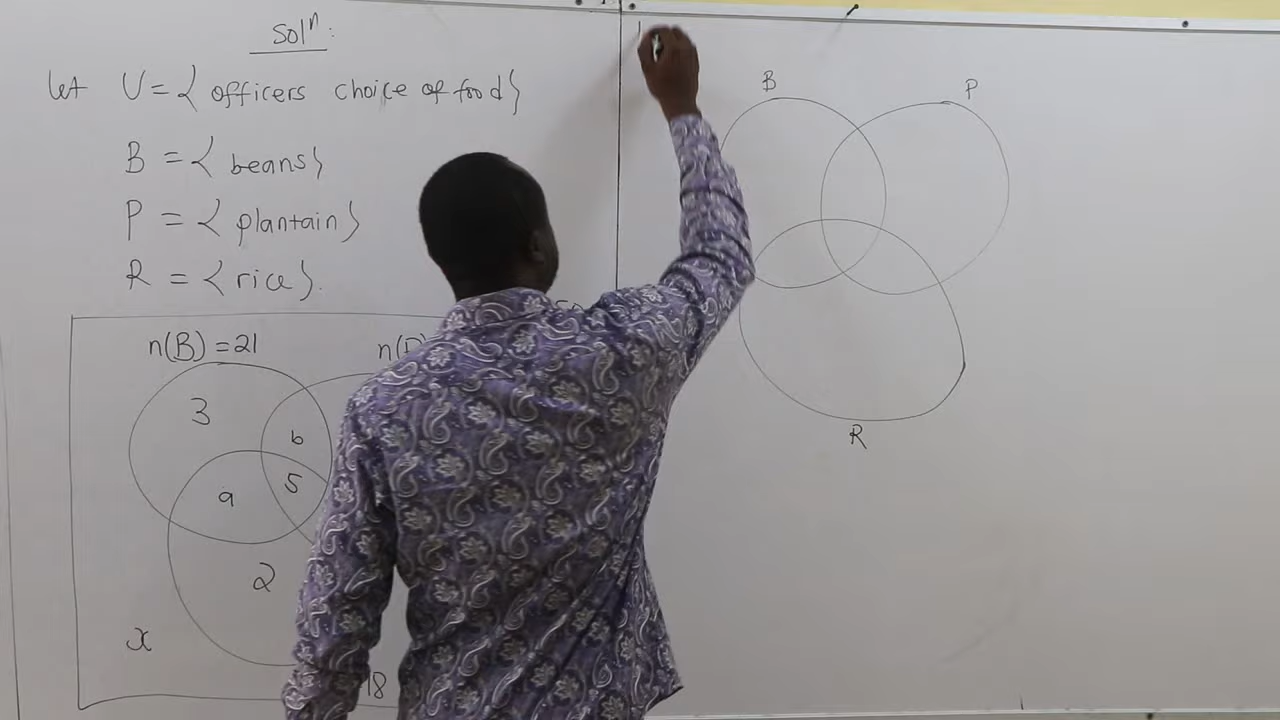 Solⁿ:
let U = { officers choice of food }
B = { beans }
P = { plantain }
R = { rice }.
n(B) = 21
3
b
5
a
2
x
18
B
P
R